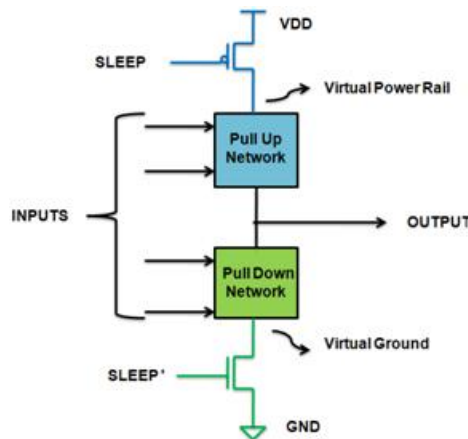 VDD
SLEEP
Virtual Power Rail
Pull Up
Network
INPUTS
OUTPUT
Pull Down
Network
Virtual Ground
SLEEP'
GND